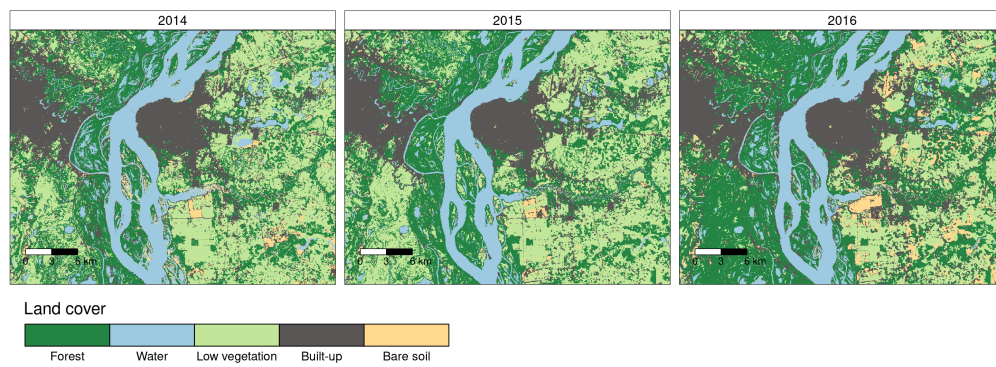 2014
2015
2016
0 3 6 km
0 3 6 km
0 3 6 km
Land cover
Forest
Water
Low vegetation
Built-up
Bare soil